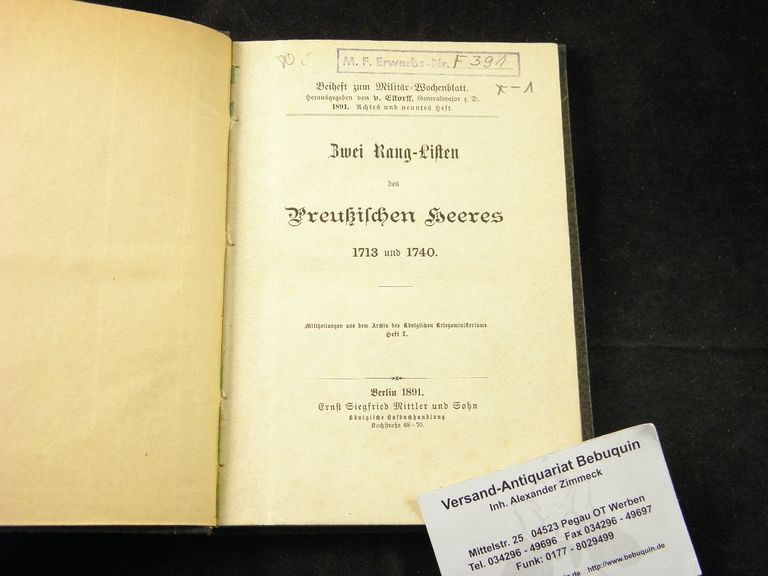 M. F. Erwerbs-Nr. F 391
x-1
Beiheft zum Militär-Wochenblatt.
Herausgegeben von v. Estorff, Generalmajor z. D.
1891. Achtes und neuntes Heft.
Zwei Rang-Listen
des
Preußischen Heeres
1713 und 1740.
Mittheilungen aus dem Archiv des Königlichen Kriegsministeriums
Heft I.
Berlin 1891.
Ernst Siegfried Mittler und Sohn
Königliche Hofbuchhandlung
Kochstraße 68–70.
Versand-Antiquariat Bebuquin
Inh. Alexander Zimmeck
Mittelstr. 25 04523 Pegau OT Werben
Tel. 034296 - 49696 Fax 034296 - 49697
Funk: 0177 - 8029499
http://www.bebuquin.de